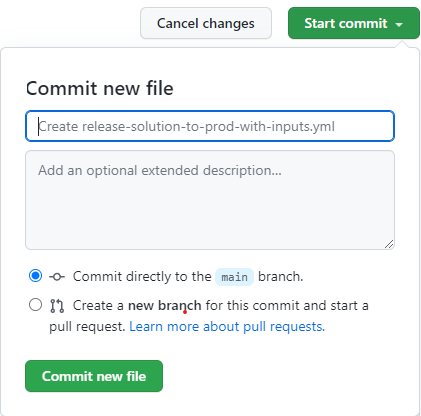 Cancel changes
Start commit
Commit new file
Create release-solution-to-prod-with-inputs.yml
Add an optional extended description...
Commit directly to the main branch.
Create a new branch for this commit and start a
pull request. Learn more about pull requests.
Commit new file